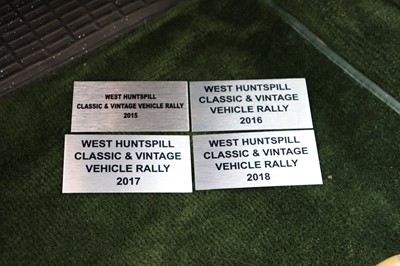 WEST HUNTSPILL
CLASSIC & VINTAGE VEHICLE RALLY
2015
WEST HUNTSPILL
CLASSIC & VINTAGE
VEHICLE RALLY
2016
WEST HUNTSPILL
CLASSIC & VINTAGE
VEHICLE RALLY
2017
WEST HUNTSPILL
CLASSIC & VINTAGE
VEHICLE RALLY
2018